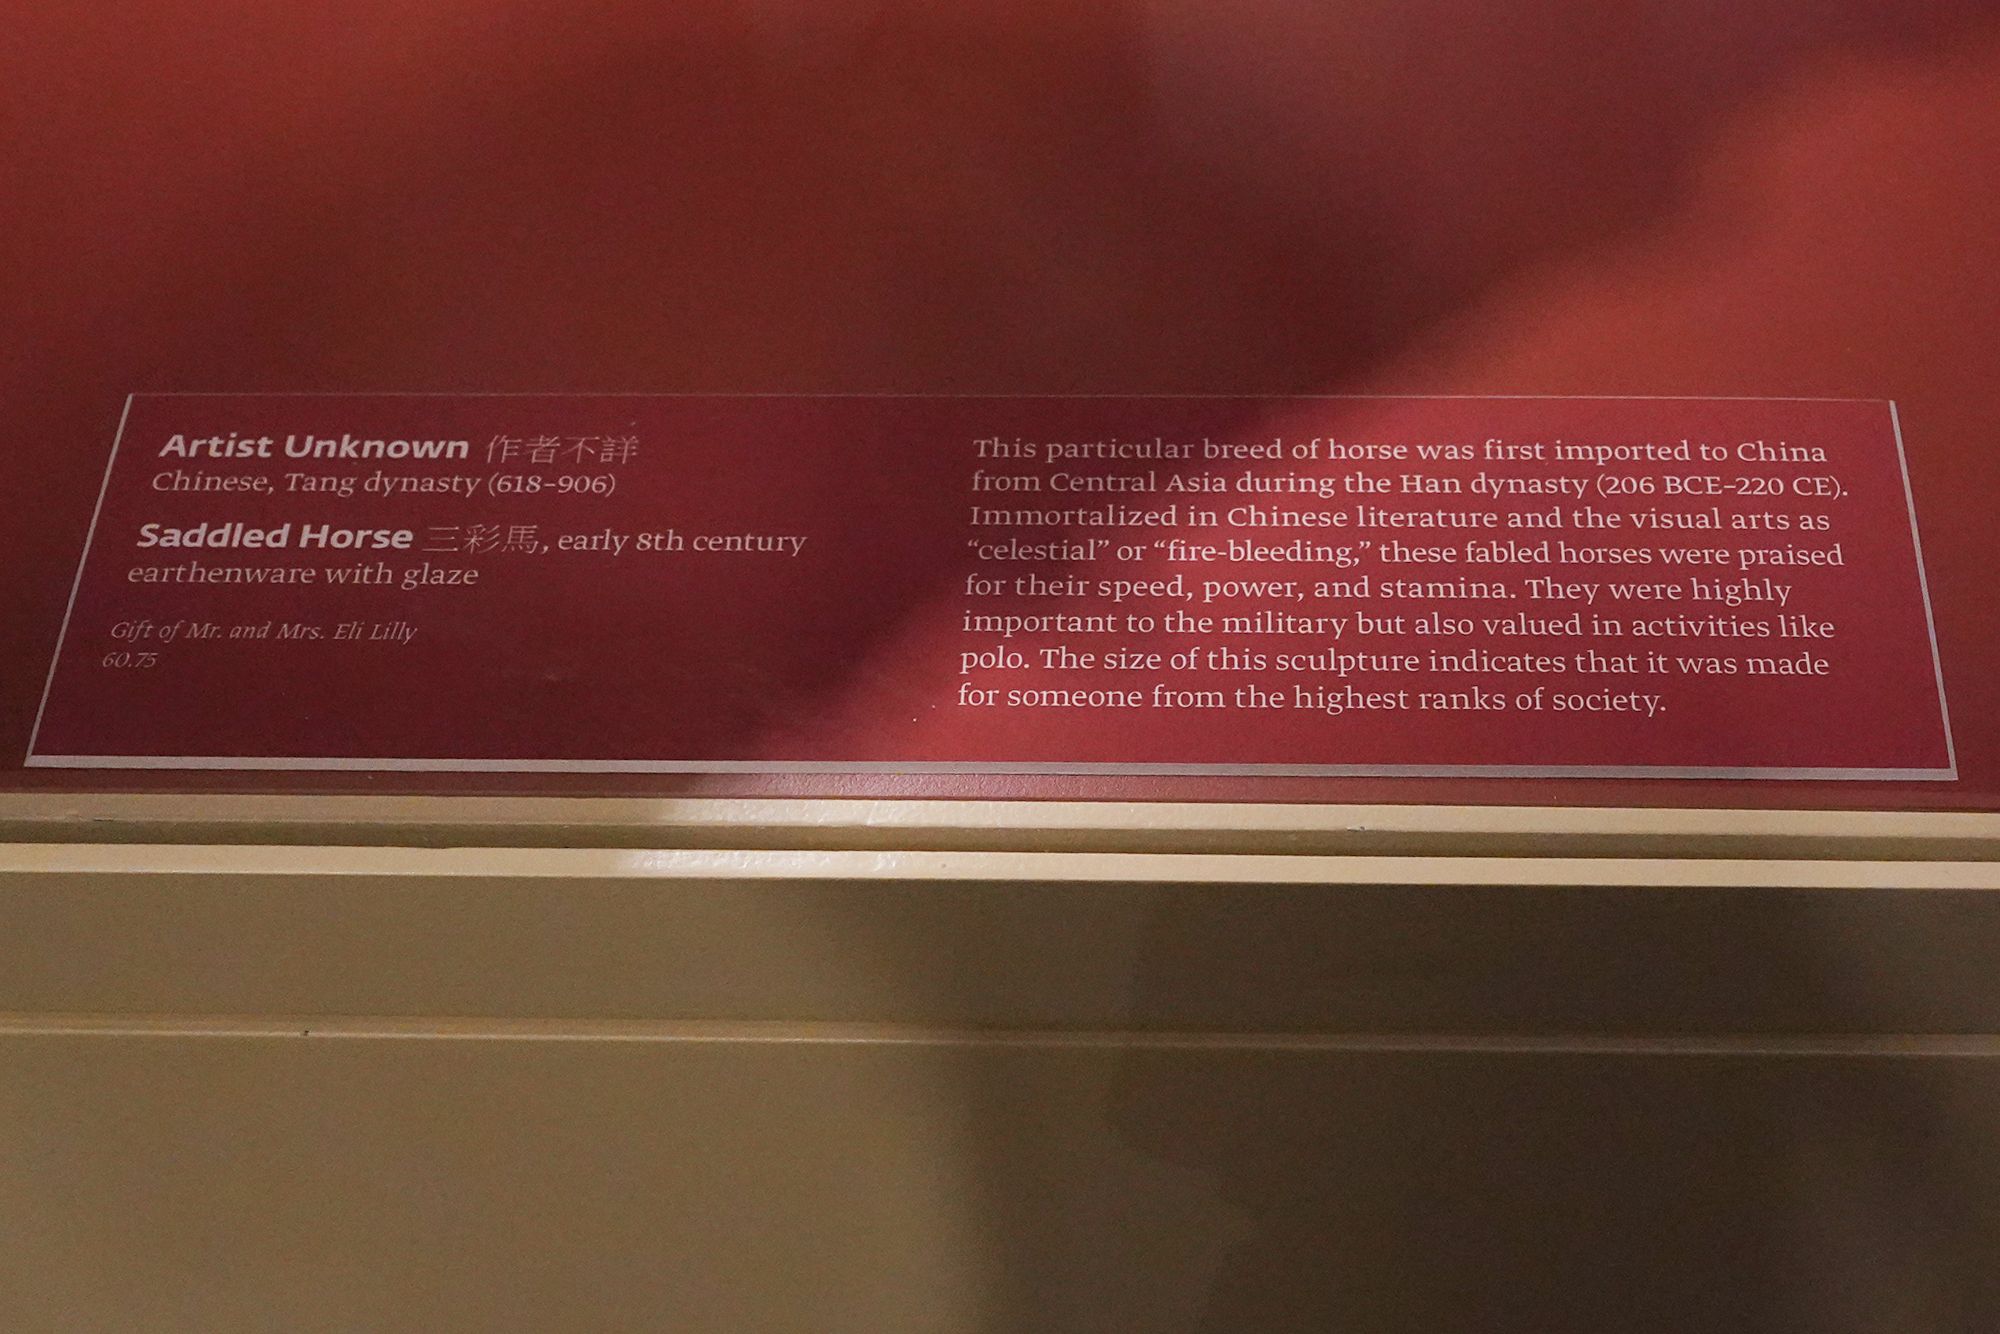 Artist Unknown 作者不詳
Chinese, Tang dynasty (618–906)
Saddled Horse 三彩馬, early 8th century
earthenware with glaze
Gift of Mr. and Mrs. Eli Lilly
60.75
This particular breed of horse was first imported to China
from Central Asia during the Han dynasty (206 BCE–220 CE).
Immortalized in Chinese literature and the visual arts as
“celestial” or “fire-bleeding,” these fabled horses were praised
for their speed, power, and stamina. They were highly
important to the military but also valued in activities like
polo. The size of this sculpture indicates that it was made
for someone from the highest ranks of society.